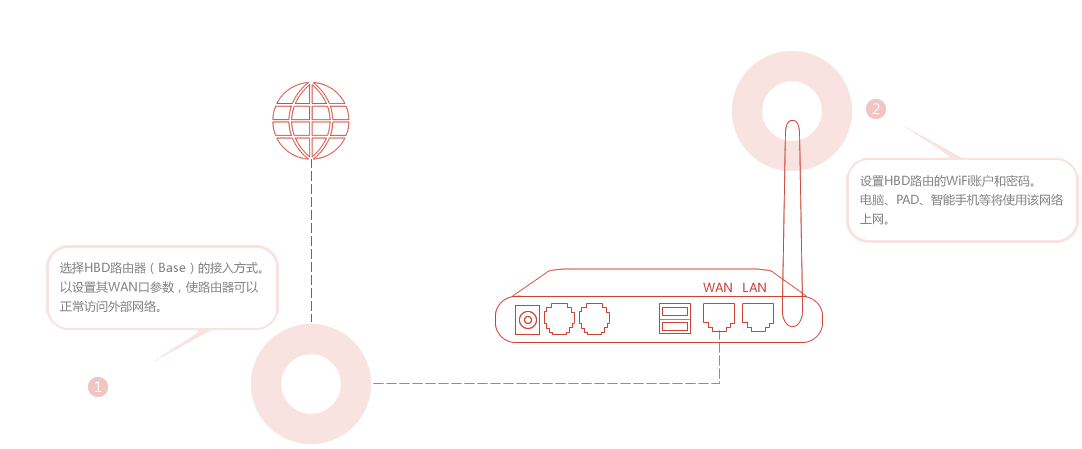 2
设置HBD路由的WiFi账户和密码。
电脑、PAD、智能手机等将使用该网络
上网。
选择HBD路由器（Base）的接入方式。
以设置其WAN口参数，使路由器可以
正常访问外部网络。
WAN LAN
1